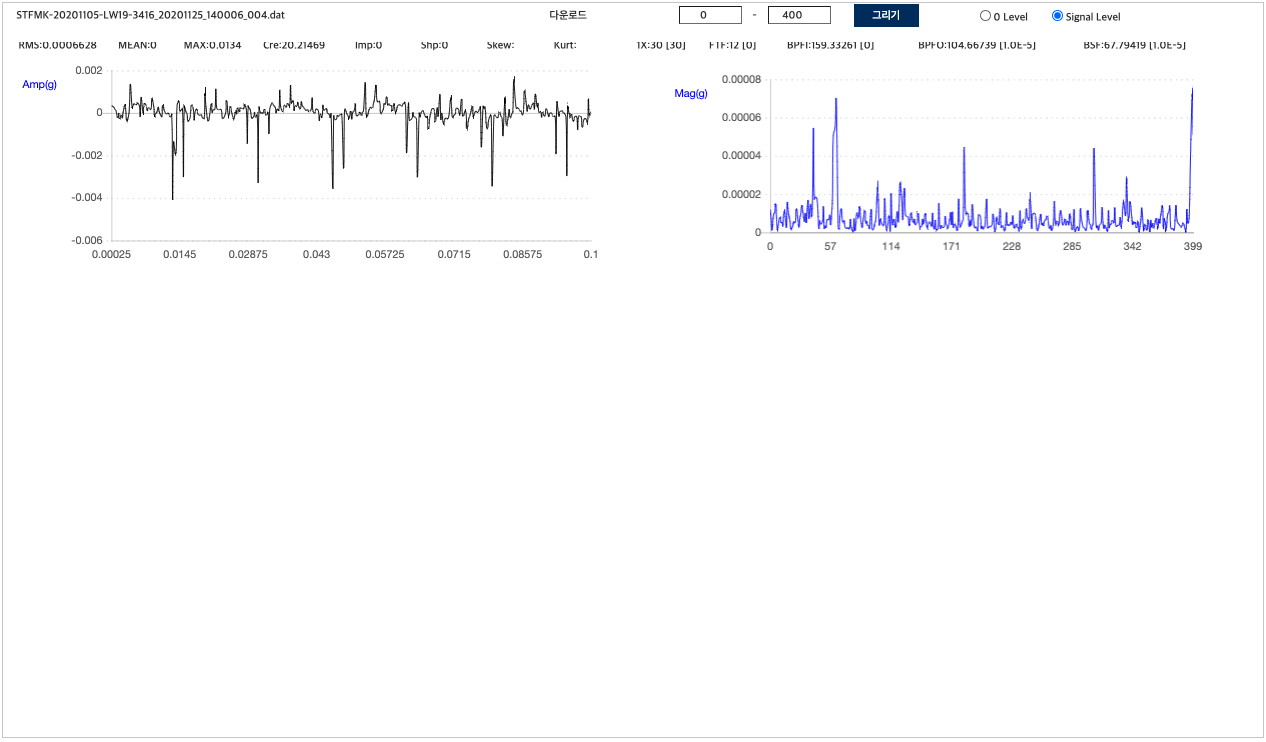 STFMK-20201105-LW19-3416_20201125_140006_004.dat 다운로드 0 - 400 그리기 0 Level Signal Level
RMS:0.0006628 MEAN:0 MAX:0.0134 Cre:20.21469 Imp:0 Shp:0 Skew: Kurt: 1X:30 [30] FTF:12 [0] BPFI:159.33261 [0] BPFO:104.66739 [1.0E-5] BSF:67.79419 [1.0E-5]
Amp(g)
0.002
0
-0.002
-0.004
-0.006
0.00025 0.0145 0.02875 0.043 0.05725 0.0715 0.08575 0.1
Mag(g)
0.00008
0.00006
0.00004
0.00002
0
0 57 114 171 228 285 342 399